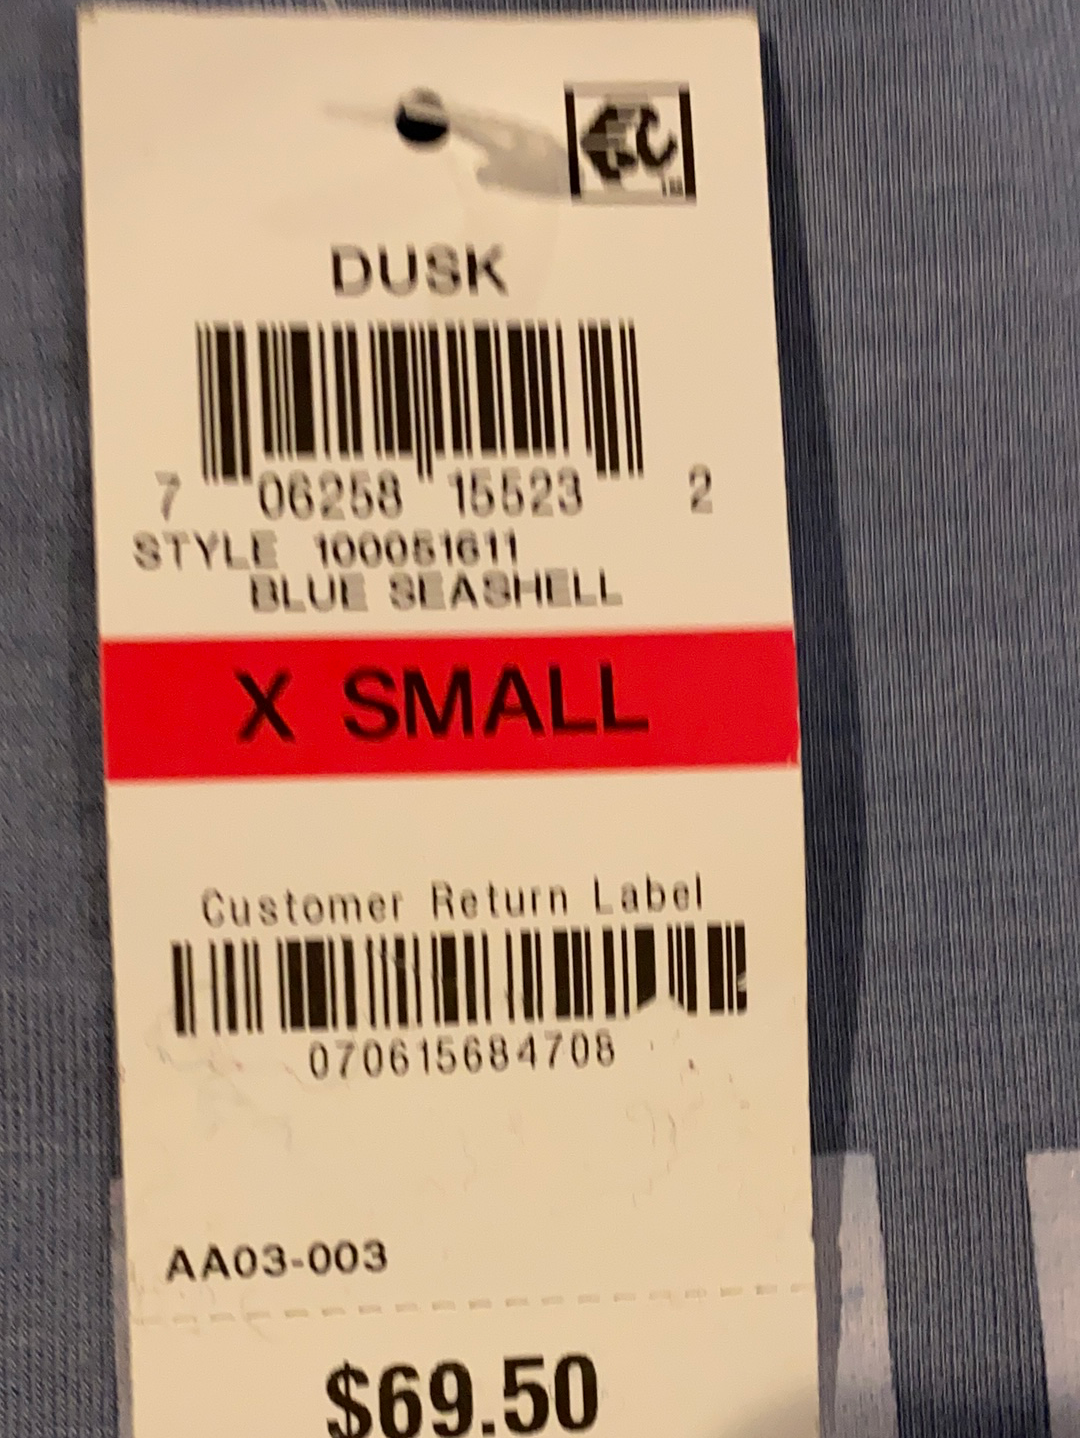 DUSK
7 06258 15523 2
STYLE 100051611
BLUE SEASHELL
X SMALL
Customer Return Label
070615684708
AA03-003
$69.50